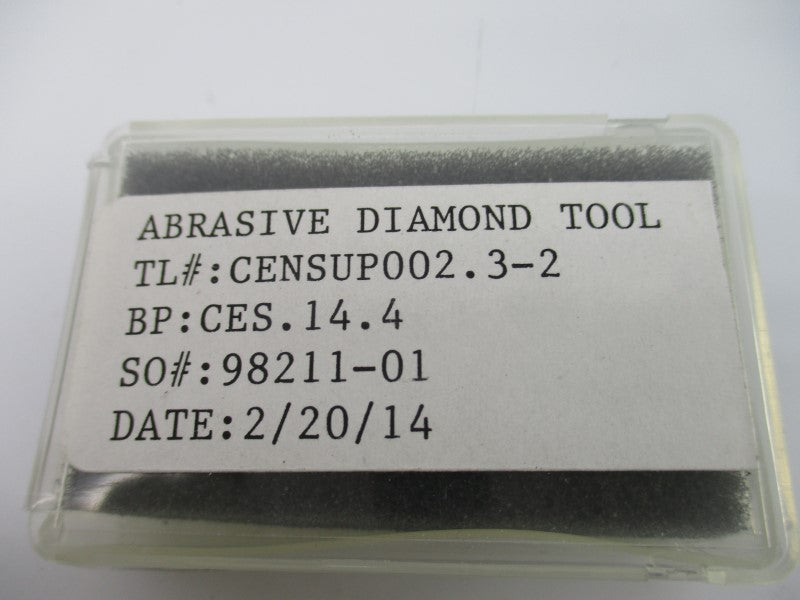 ABRASIVE DIAMOND TOOL
TL#:CENSUP002.3-2
BP:CES.14.4
SO#:98211-01
DATE:2/20/14